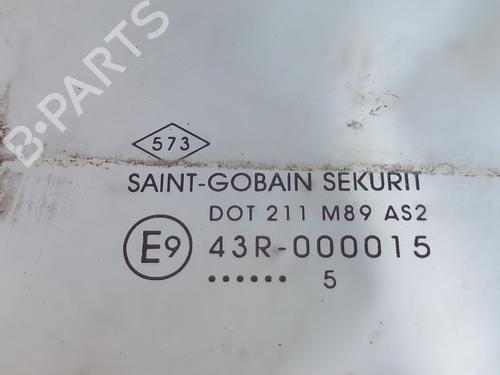 B-PARTS
573
SAINT-GOBAIN SEKURIT
DOT 211 M89 AS2
E9 43R-000015
...... 5